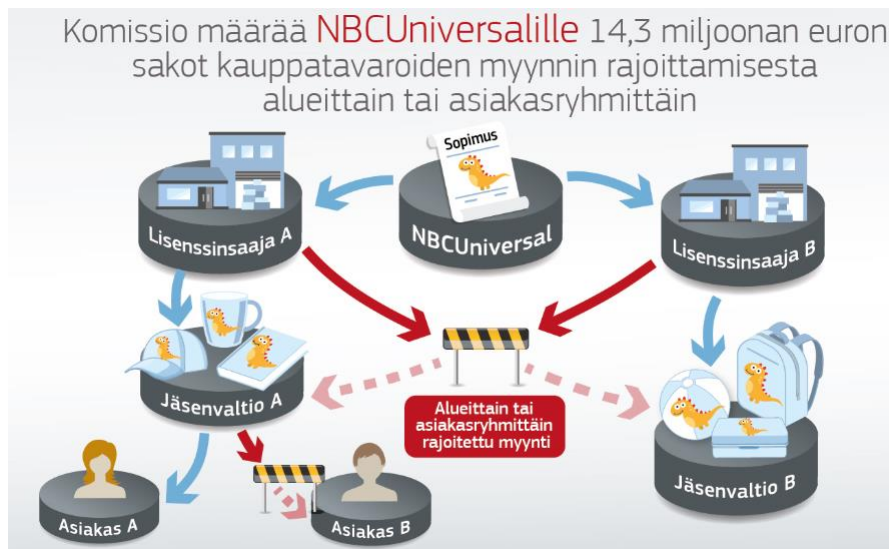 Komissio määrää NBCUniversalille 14,3 miljoonan euron
sakot kauppatavaroiden myynnin rajoittamisesta
alueittain tai asiakasryhmittäin
Sopimus
Lisenssinsaaja A
NBCUniversal
Lisenssinsaaja B
Jäsenvaltio A
Alueittain tai
asiakasryhmittäin
rajoitettu myynti
Jäsenvaltio B
Asiakas A
Asiakas B